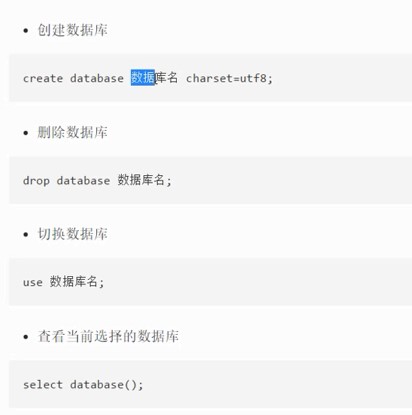 创建数据库
create database 数据库名 charset=utf8;
删除数据库
drop database 数据库名;
切换数据库
use 数据库名;
查看当前选择的数据库
select database();